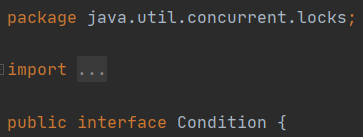 package java.util.concurrent.locks;
import ...
public interface Condition {